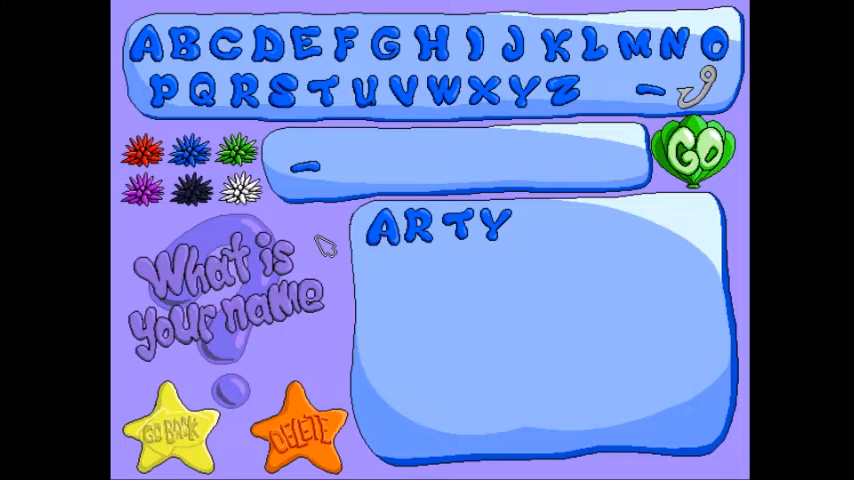 ABCDEFGHIJKLMNO
PQRSTUVWXYZ -
-
GO
ARTY
What is
your name
?
GO BACK
DELETE